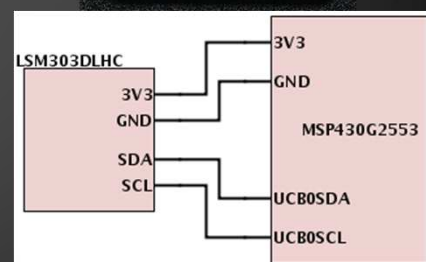 LSM303DLHC
3V3
GND
SDA
SCL
3V3
GND
MSP430G2553
UCB0SDA
UCB0SCL